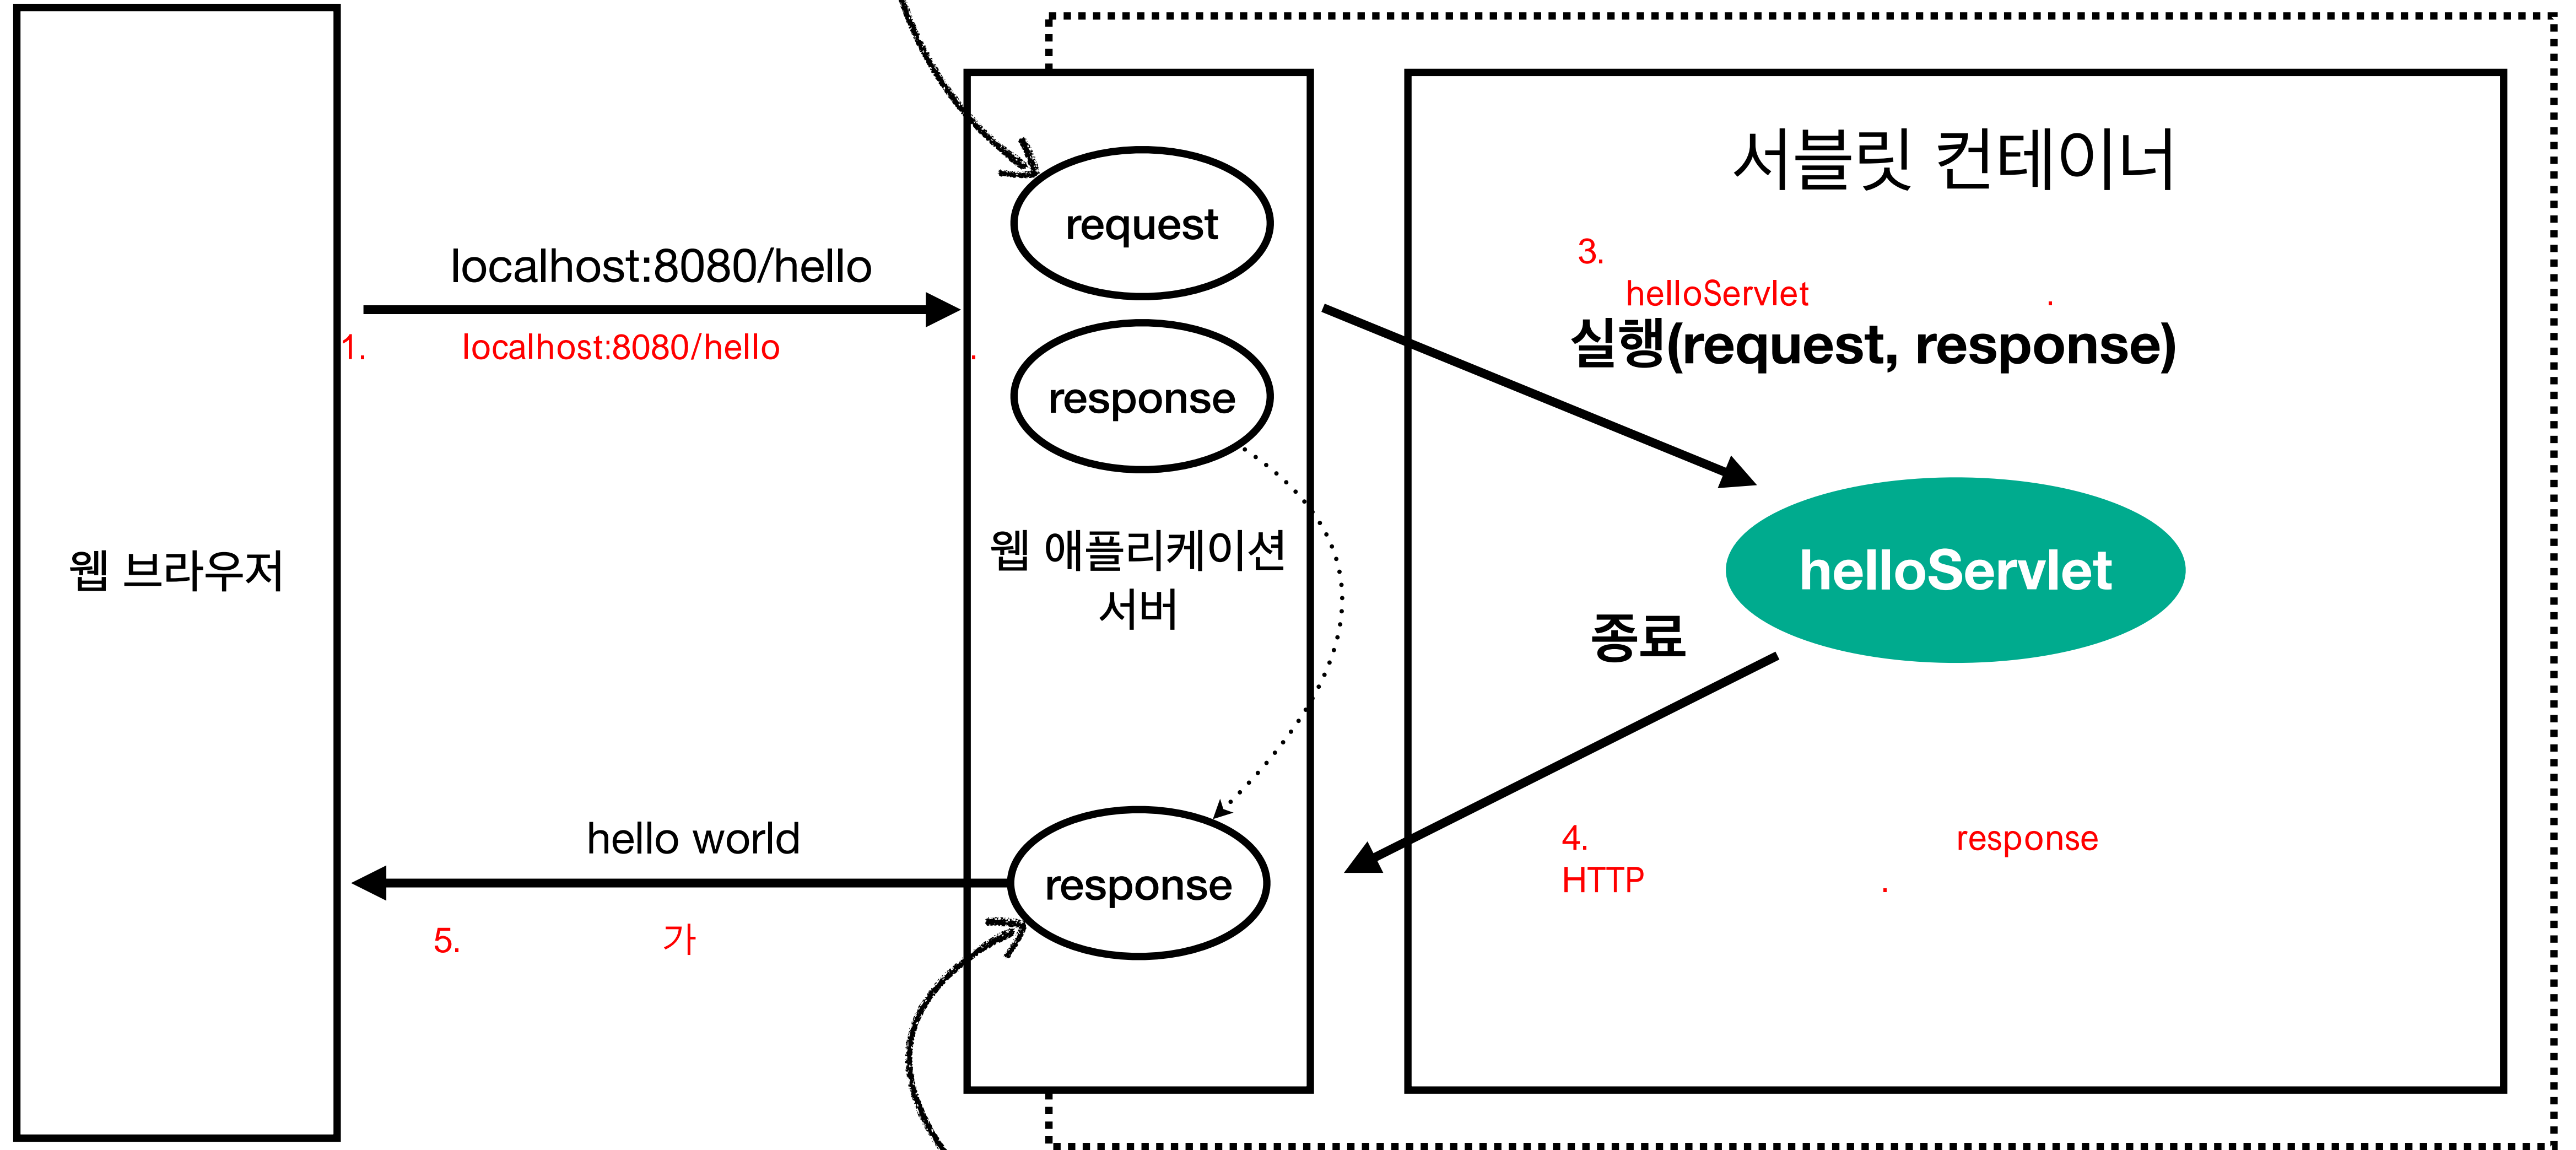 웹 브라우저
localhost:8080/hello
1. localhost:8080/hello .
request
response
웹 애플리케이션
서버
서블릿 컨테이너
3.
helloServlet .
실행(request, response)
helloServlet
종료
4. response
HTTP .
response
hello world
5. 가